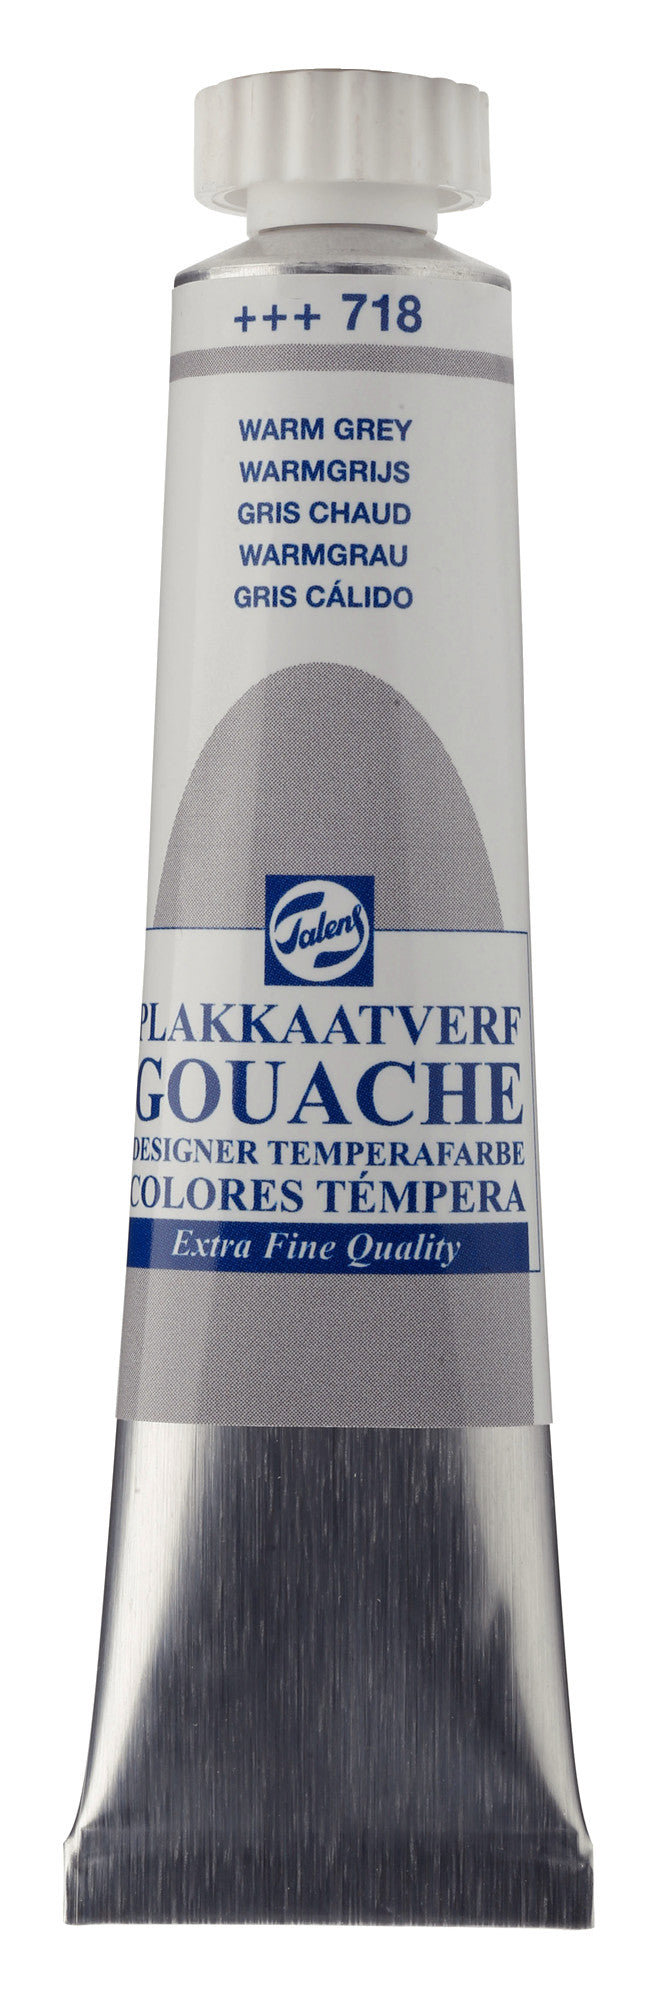 +++ 718
WARM GREY
WARMGRIJS
GRIS CHAUD
WARMGRAU
GRIS CÁLIDO
Talens
PLAKKAATVERF
GOUACHE
DESIGNER TEMPERAFARBE
COLORES TÉMPERA
Extra Fine Quality